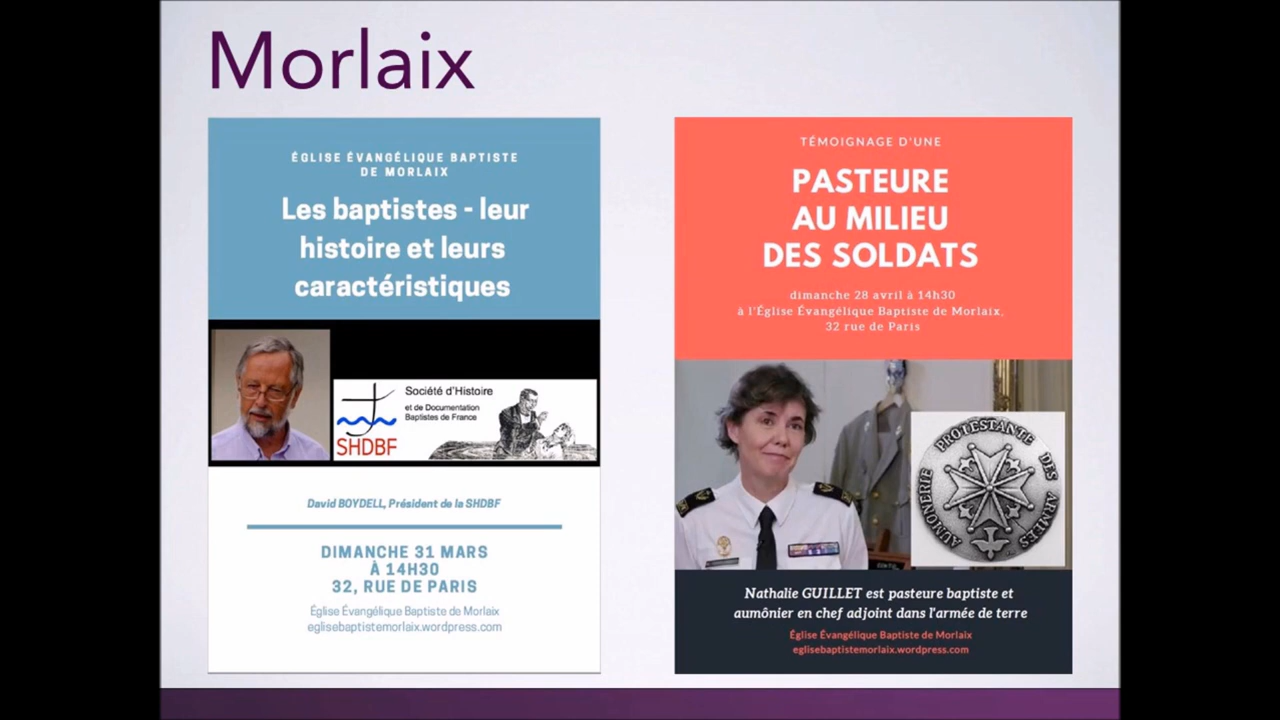 Morlaix
ÉGLISE ÉVANGÉLIQUE BAPTISTE
DE MORLAIX
Les baptistes - leur
histoire et leurs
caractéristiques
Société d'Histoire
et de Documentation
Baptistes de France
SHDBF
David BOYDELL, Président de la SHDBF
DIMANCHE 31 MARS
À 14H30
32, RUE DE PARIS
Église Évangélique Baptiste de Morlaix
eglisebaptistemorlaix.wordpress.com
TÉMOIGNAGE D'UNE
PASTEURE
AU MILIEU
DES SOLDATS
dimanche 28 avril à 14h30
à l'Église Évangélique Baptiste de Morlaix,
32 rue de Paris
AUMONERIE PROTESTANTE DES ARMEES
Nathalie GUILLET est pasteure baptiste et
aumônier en chef adjoint dans l'armée de terre
Église Évangélique Baptiste de Morlaix
eglisebaptistemorlaix.wordpress.com